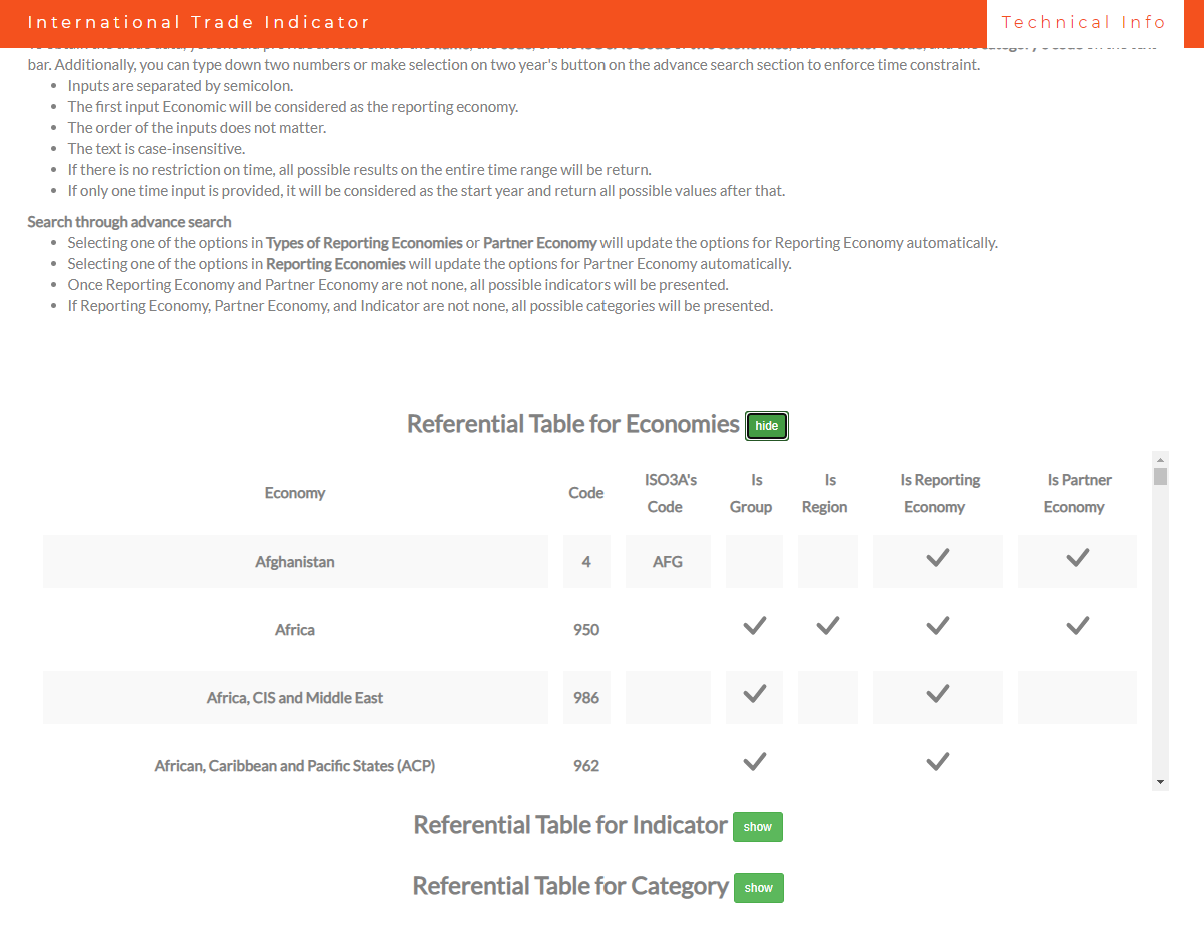 International Trade Indicator
Technical Info
bar. Additionally, you can type down two numbers or make selection on two year's button on the advance search section to enforce time constraint.
• Inputs are separated by semicolon.
• The first input Economic will be considered as the reporting economy.
• The order of the inputs does not matter.
• The text is case-insensitive.
• If there is no restriction on time, all possible results on the entire time range will be return.
• If only one time input is provided, it will be considered as the start year and return all possible values after that.
Search through advance search
• Selecting one of the options in Types of Reporting Economies or Partner Economy will update the options for Reporting Economy automatically.
• Selecting one of the options in Reporting Economies will update the options for Partner Economy automatically.
• Once Reporting Economy and Partner Economy are not none, all possible indicators will be presented.
• If Reporting Economy, Partner Economy, and Indicator are not none, all possible categories will be presented.
Referential Table for Economies hide
Economy Code ISO3A's Code Is Group Is Region Is Reporting Economy Is Partner Economy
Afghanistan 4 AFG ✓ ✓
Africa 950 ✓ ✓ ✓ ✓
Africa, CIS and Middle East 986 ✓ ✓
African, Caribbean and Pacific States (ACP) 962 ✓ ✓
Referential Table for Indicator show
Referential Table for Category show